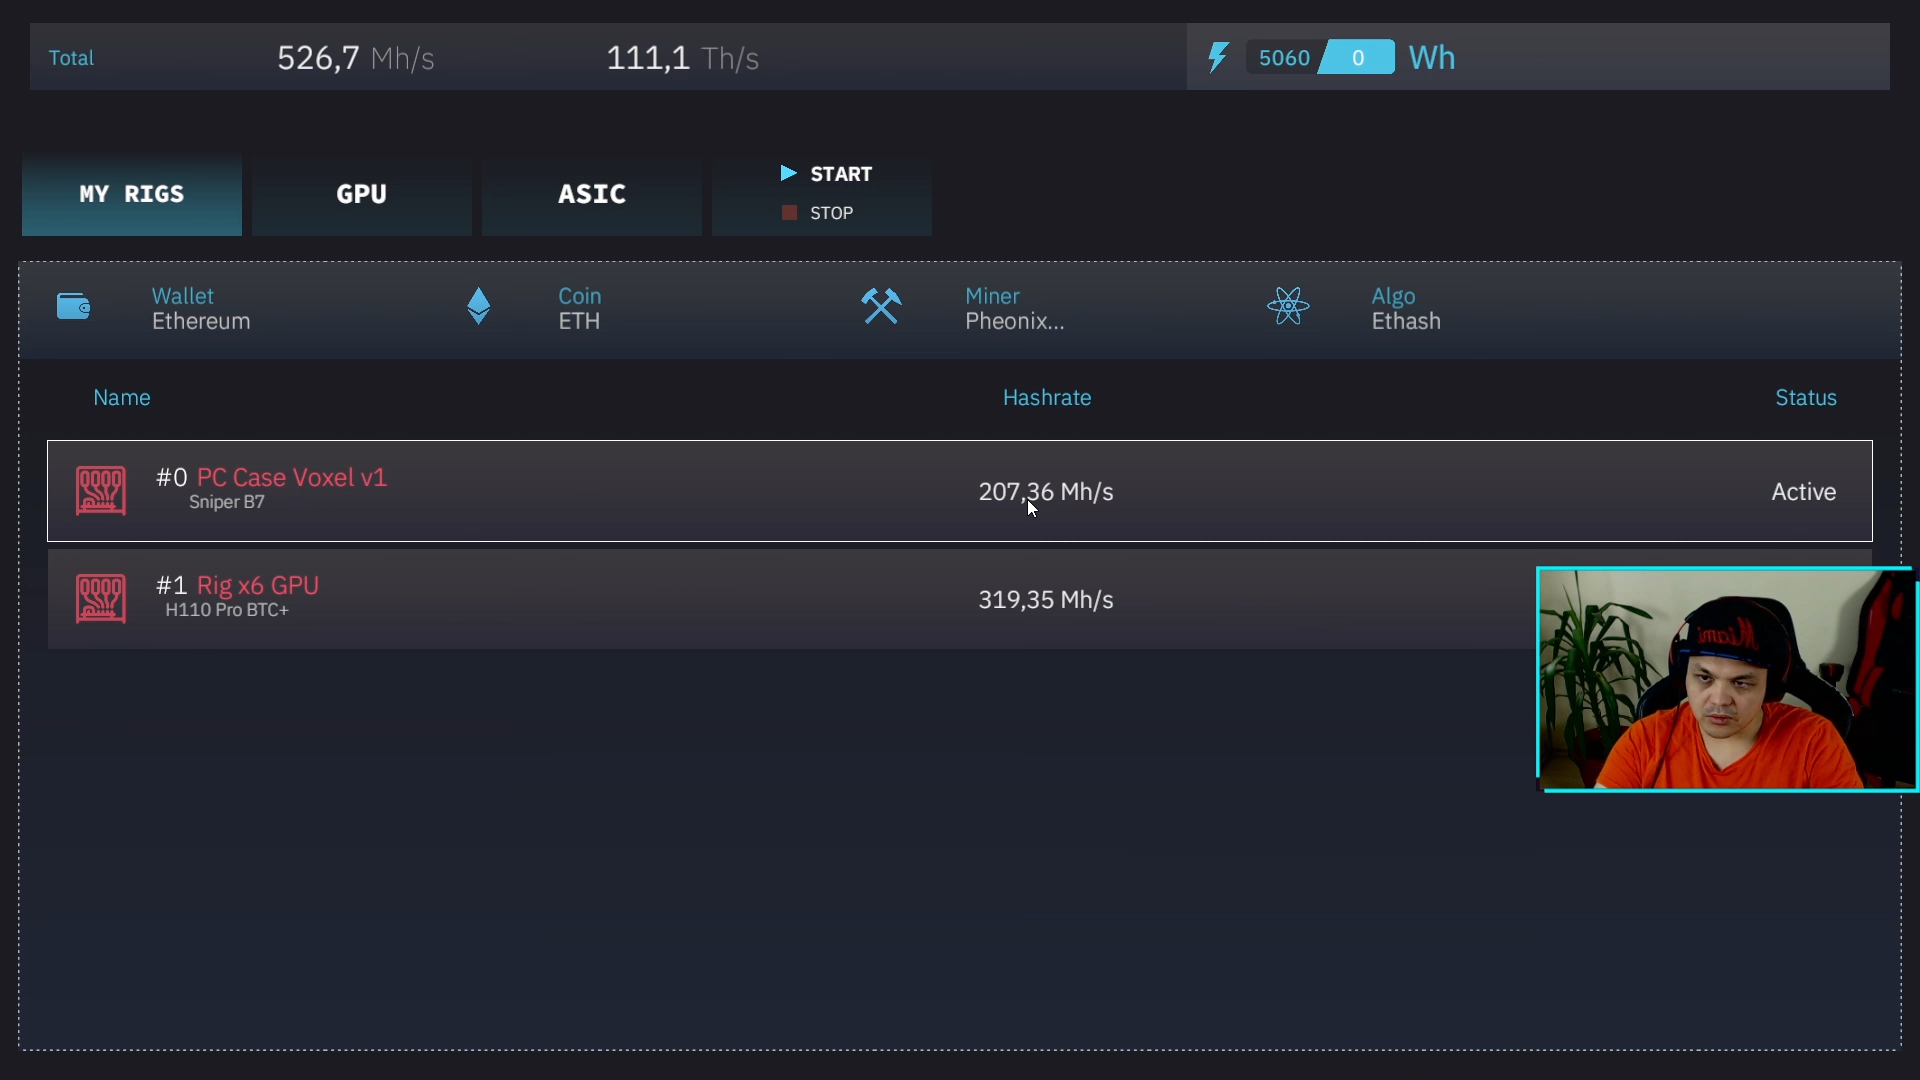 Total 526,7 Mh/s 111,1 Th/s 5060 0 Wh
MY RIGS GPU ASIC START
STOP
Wallet Coin Miner Algo
Ethereum ETH Pheonix... Ethash
Name Hashrate Status
#0 PC Case Voxel v1 207,36 Mh/s Active
Sniper B7
#1 Rig x6 GPU 319,35 Mh/s
H110 Pro BTC+
Miami